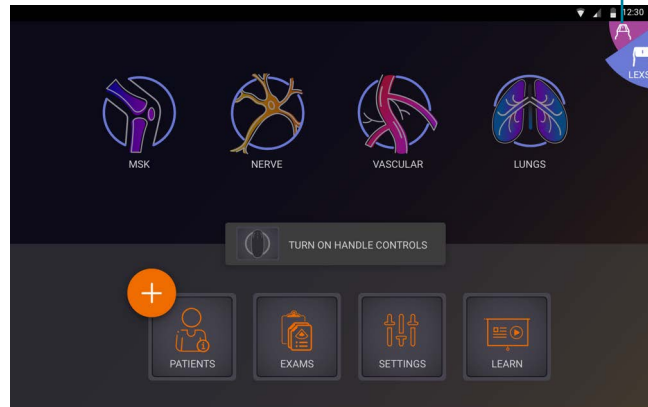 12:30
LEXS
MSK NERVE VASCULAR LUNGS
TURN ON HANDLE CONTROLS
PATIENTS EXAMS SETTINGS LEARN